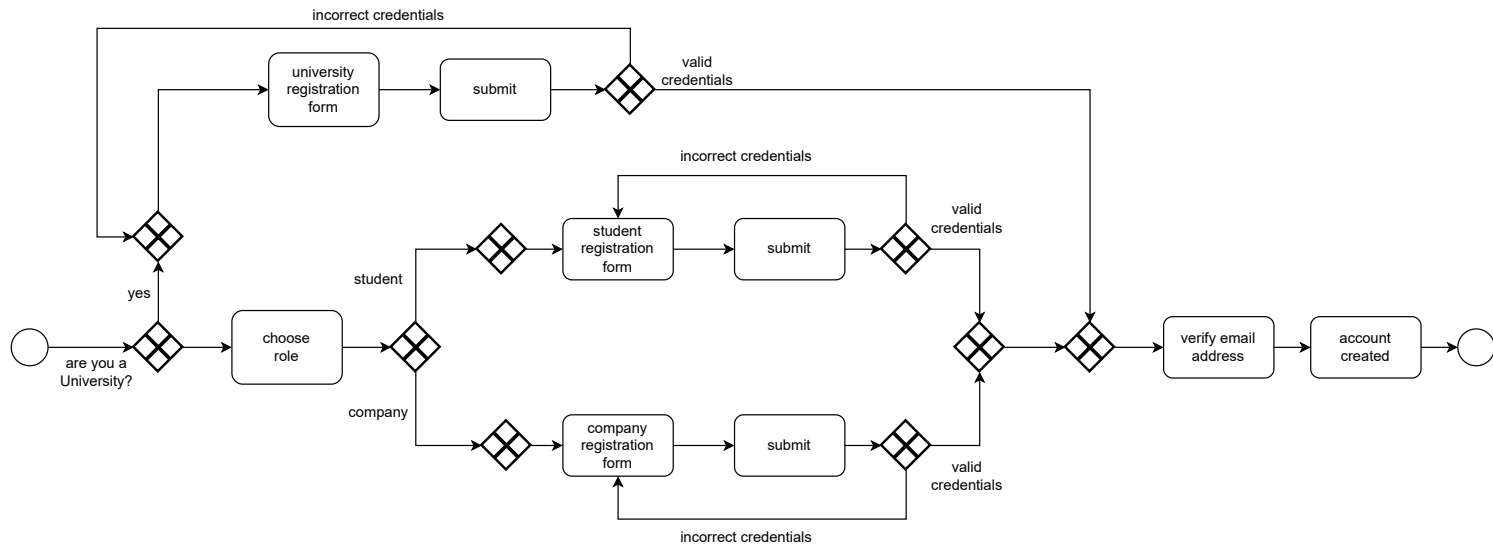 incorrect credentials
university
registration
form
submit
valid
credentials
incorrect credentials
student
registration
form
submit
valid
credentials
student
yes
are you a
University?
choose
role
verify email
address
account
created
company
company
registration
form
submit
valid
credentials
incorrect credentials